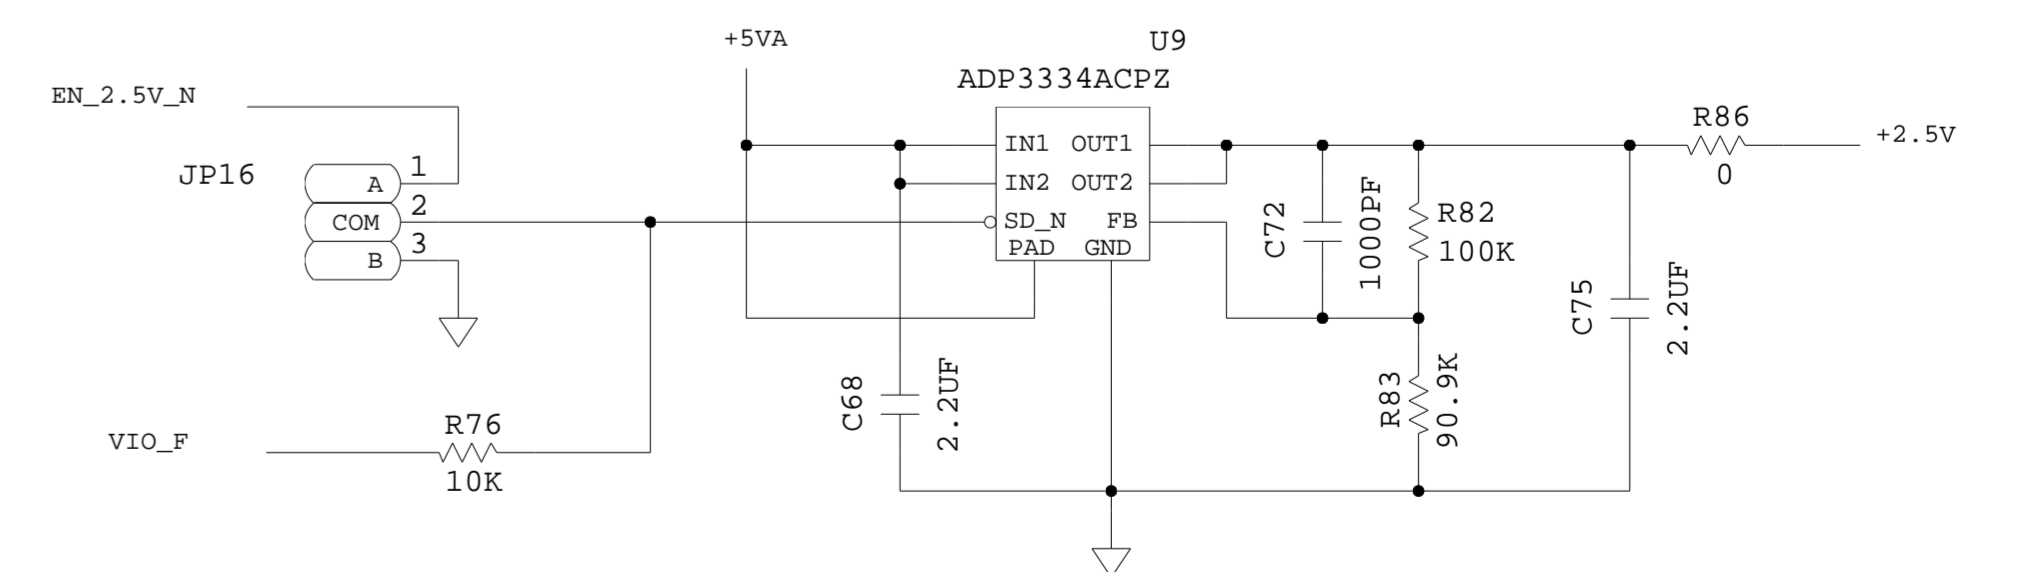 +5VA
U9
ADP3334ACPZ
EN_2.5V_N
JP16
A 1
COM 2
B 3
IN1 OUT1
IN2 OUT2
SD_N FB
PAD GND
C72
1000PF
R82
100K
R86
0
+2.5V
C75
2.2UF
C68
2.2UF
R83
90.9K
VIO_F
R76
10K